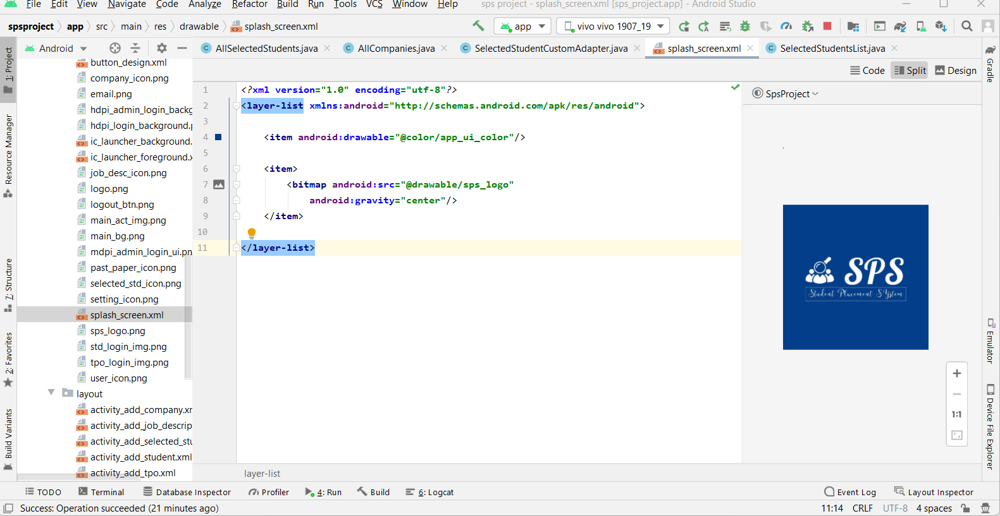 File Edit View Navigate Code Analyze Refactor Build Run Tools VCS Window Help sps project - splash_screen.xml [sps_project.app] - Android Studio
spsproject app src main res drawable splash_screen.xml app vivo vivo 1907_19
Android AllSelectedStudents.java AllCompanies.java SelectedStudentCustomAdapter.java splash_screen.xml SelectedStudentsList.java
Code Split Design
1: Project
Resource Manager
7: Structure
2: Favorites
Build Variants
button_design.xml
company_icon.png
email.png
hdpi_admin_login_backg
hdpi_login_background.p
ic_launcher_background.
ic_launcher_foreground.x
job_desc_icon.png
logo.png
logout_btn.png
main_act_img.png
main_bg.png
mdpi_admin_login_ui.pn
past_paper_icon.png
selected_std_icon.png
setting_icon.png
splash_screen.xml
sps_logo.png
std_login_img.png
tpo_login_img.png
user_icon.png
layout
activity_add_company.xr
activity_add_job_descrip
activity_add_selected_stu
activity_add_student.xml
activity_add_tpo.xml
1 <?xml version="1.0" encoding="utf-8"?>
2 <layer-list xmlns:android="http://schemas.android.com/apk/res/android">
3
4 <item android:drawable="@color/app_ui_color"/>
5
6 <item>
7 <bitmap android:src="@drawable/sps_logo"
8 android:gravity="center"/>
9 </item>
10
11 </layer-list>
layer-list
SpsProject
SPS
Student Placement SYstem
1:1
Gradle
Emulator
Device File Explorer
TODO Terminal Database Inspector Profiler 4: Run Build 6: Logcat Event Log Layout Inspector
Success: Operation succeeded (21 minutes ago) 11:14 CRLF UTF-8 4 spaces